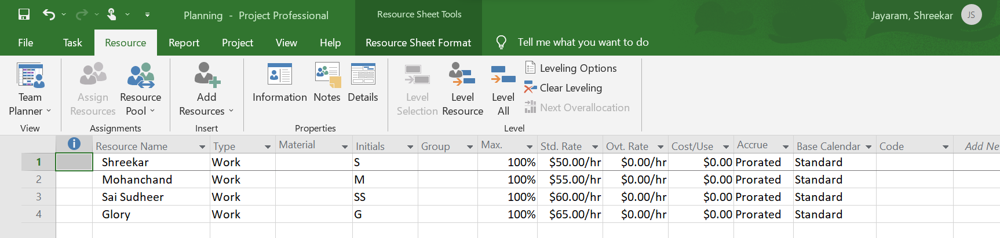 Planning - Project Professional
Resource Sheet Tools
Jayaram, Shreekar JS
File Task Resource Report Project View Help Resource Sheet Format Tell me what you want to do
Team Planner
Assign Resources
Resource Pool
Add Resources
Information Notes Details
Level Selection
Level Resource
Level All
Leveling Options
Clear Leveling
Next Overallocation
View Assignments Insert Properties Level
Resource Name Type Material Initials Group Max. Std. Rate Ovt. Rate Cost/Use Accrue Base Calendar Code Add Ne
1 Shreekar Work S 100% $50.00/hr $0.00/hr $0.00 Prorated Standard
2 Mohanchand Work M 100% $55.00/hr $0.00/hr $0.00 Prorated Standard
3 Sai Sudheer Work SS 100% $60.00/hr $0.00/hr $0.00 Prorated Standard
4 Glory Work G 100% $65.00/hr $0.00/hr $0.00 Prorated Standard